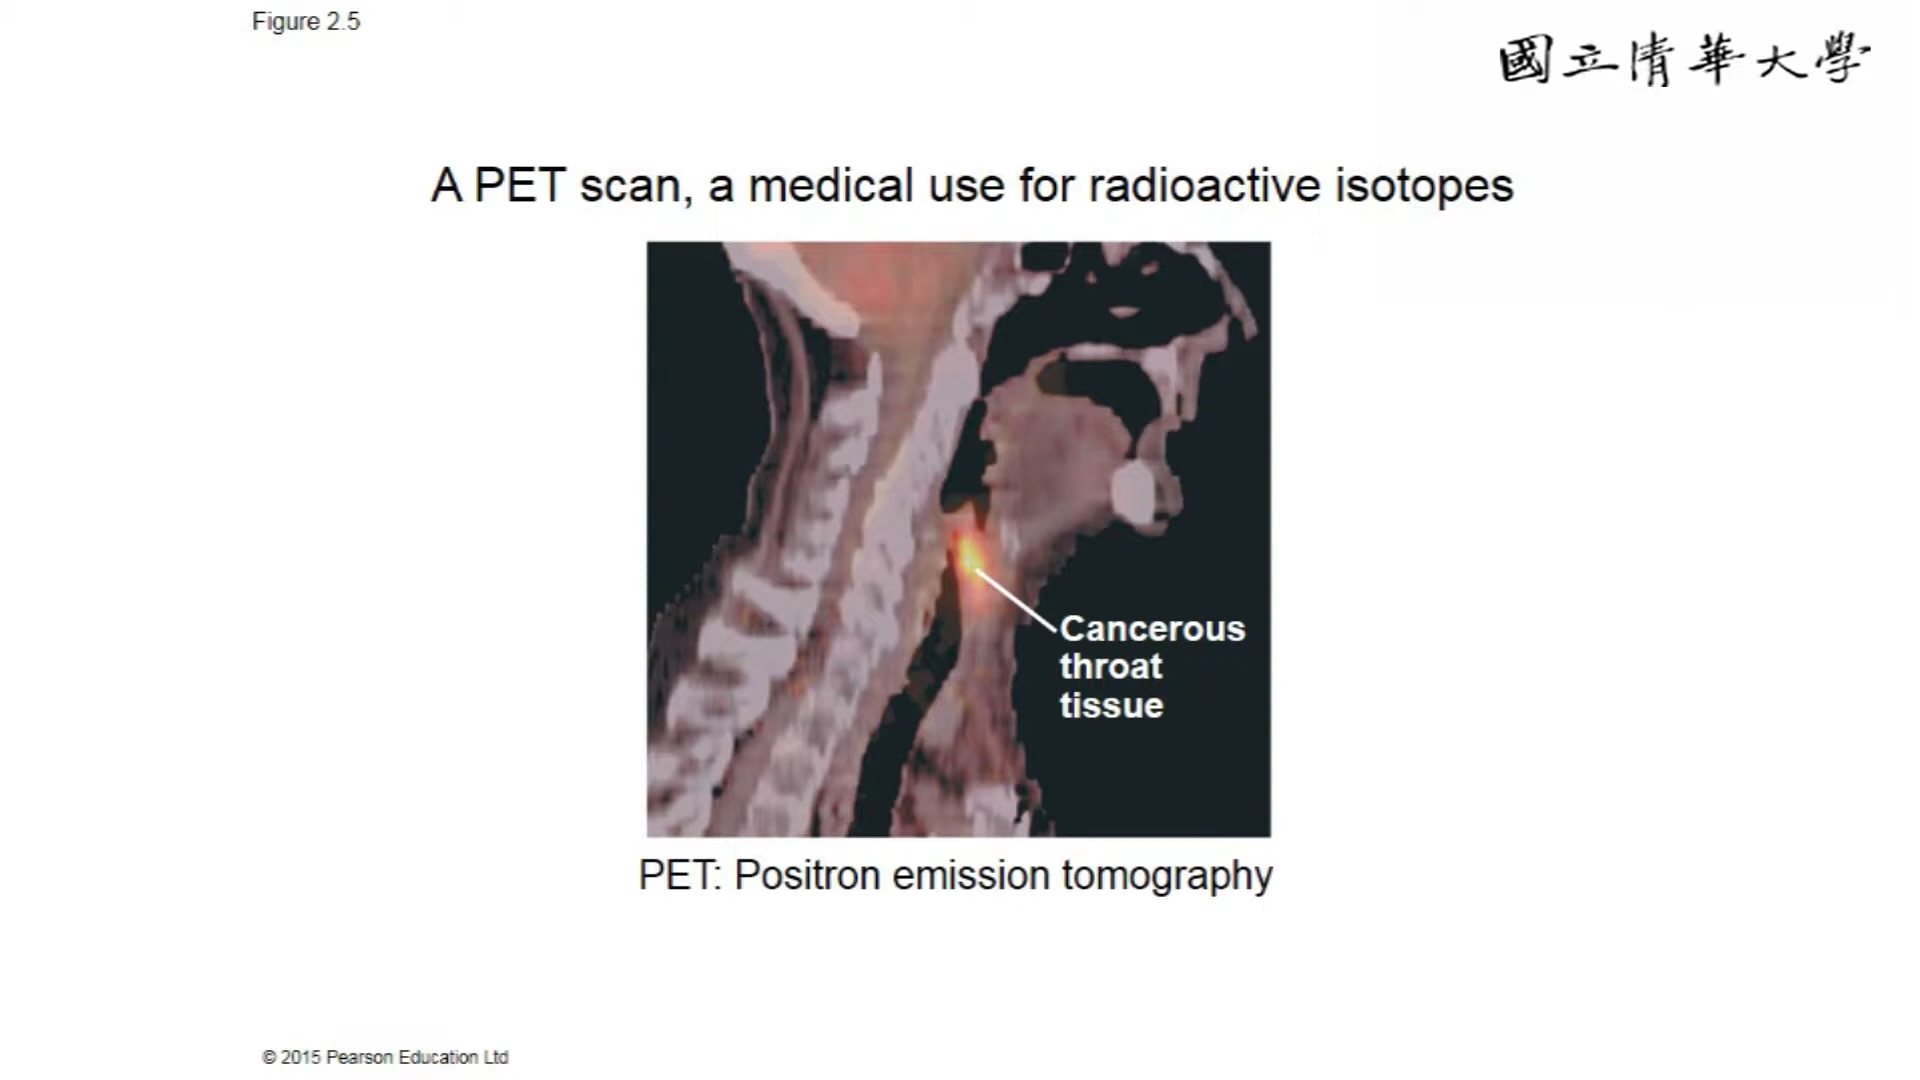 Figure 2.5
國立清華大學
A PET scan, a medical use for radioactive isotopes
Cancerous
throat
tissue
PET: Positron emission tomography
© 2015 Pearson Education Ltd